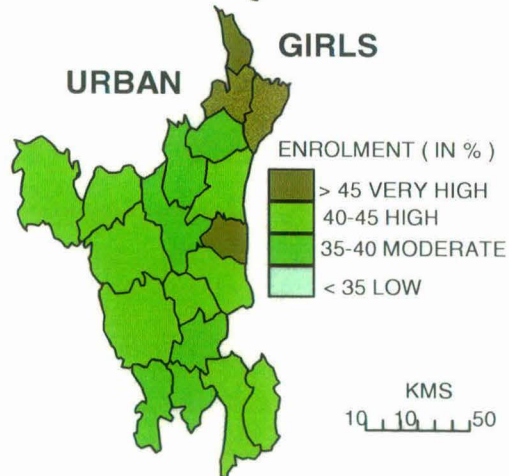 GIRLS
URBAN
ENROLMENT ( IN % )
> 45 VERY HIGH
40-45 HIGH
35-40 MODERATE
< 35 LOW
KMS
10 10 50